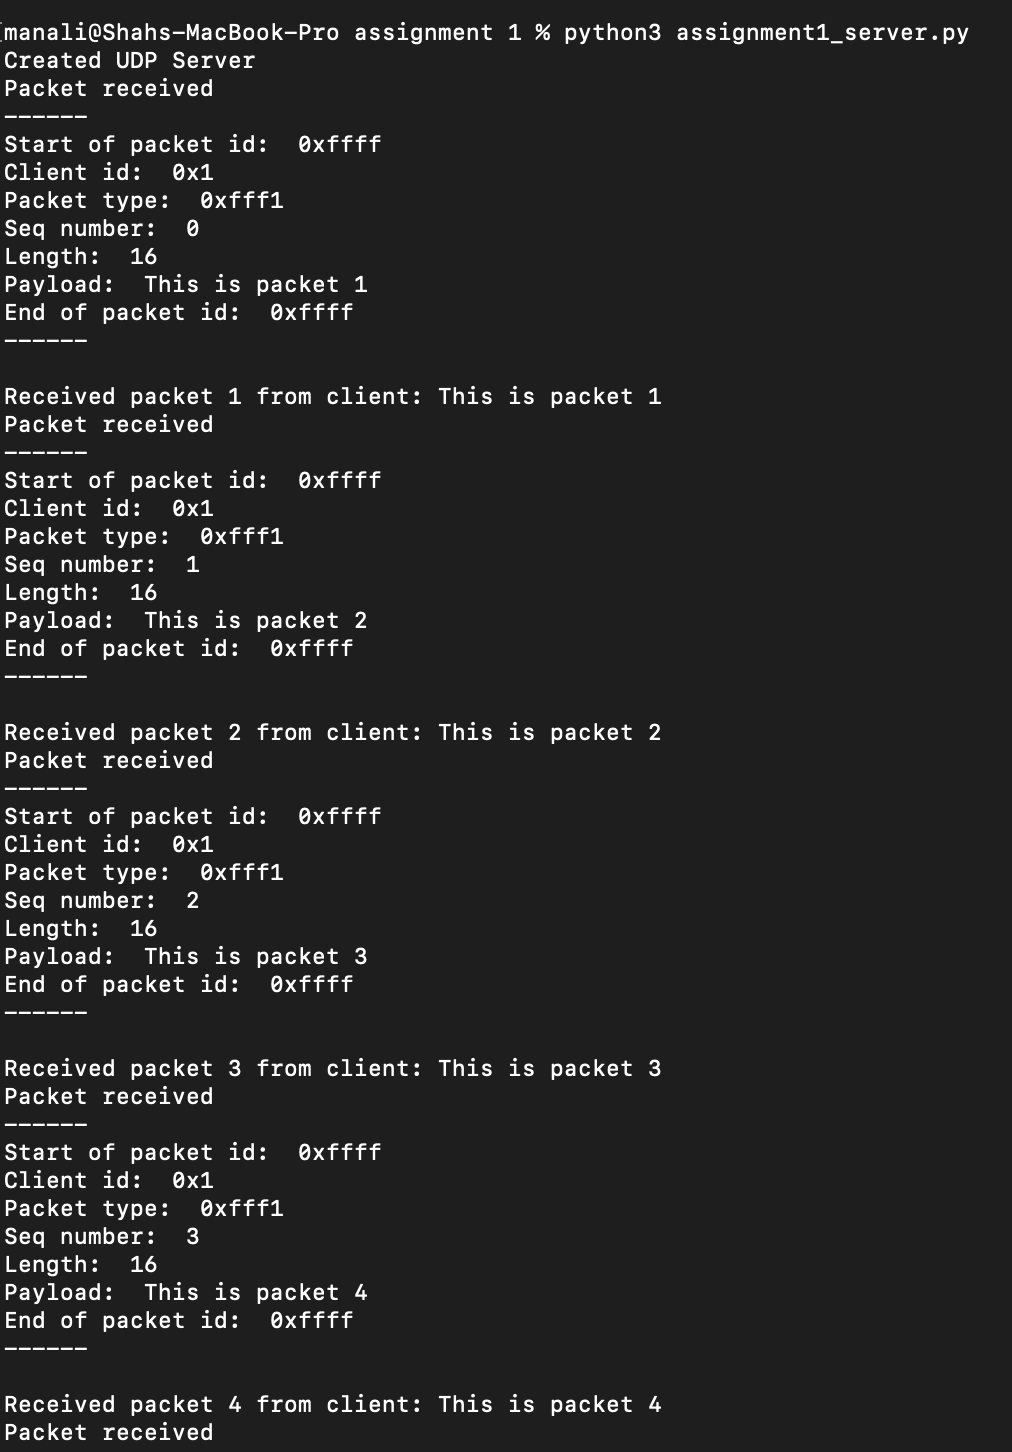 [manali@Shahs-MacBook-Pro assignment 1 % python3 assignment1_server.py
Created UDP Server
Packet received
------
Start of packet id:  0xffff
Client id:  0x1
Packet type:  0xfff1
Seq number:  0
Length:  16
Payload:  This is packet 1
End of packet id:  0xffff
------
Received packet 1 from client: This is packet 1
Packet received
------
Start of packet id:  0xffff
Client id:  0x1
Packet type:  0xfff1
Seq number:  1
Length:  16
Payload:  This is packet 2
End of packet id:  0xffff
------
Received packet 2 from client: This is packet 2
Packet received
------
Start of packet id:  0xffff
Client id:  0x1
Packet type:  0xfff1
Seq number:  2
Length:  16
Payload:  This is packet 3
End of packet id:  0xffff
------
Received packet 3 from client: This is packet 3
Packet received
------
Start of packet id:  0xffff
Client id:  0x1
Packet type:  0xfff1
Seq number:  3
Length:  16
Payload:  This is packet 4
End of packet id:  0xffff
------
Received packet 4 from client: This is packet 4
Packet received